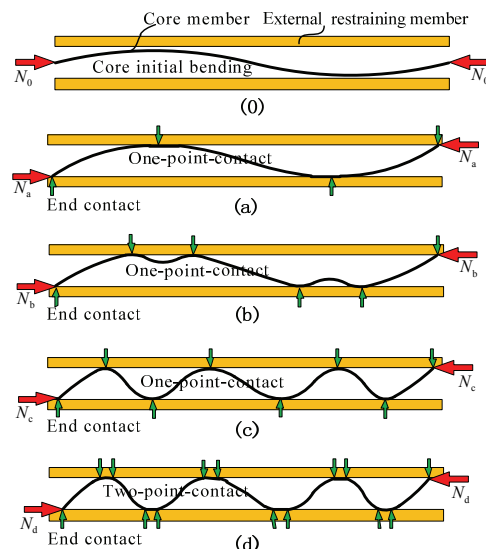 Core member
External restraining member
N0
Core initial bending
N0
(0)
One-point-contact
Na
Na
End contact
(a)
One-point-contact
Nb
Nb
End contact
(b)
One-point-contact
Nc
Nc
End contact
(c)
Two-point-contact
Nd
Nd
End contact
(d)